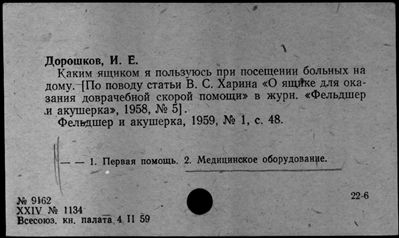 Дорошков, И. Е.
Каким ящиком я пользуюсь при посещении больных на
дому. [По поводу статьи В. С. Харина «О ящике для ока-
зания доврачебной скорой помощи» в журн. «Фельдшер
и акушерка», 1958, № 5].
Фельдшер и акушерка, 1959, № 1, с. 48.
— — 1. Первая помощь. 2. Медицинское оборудование.
№ 9162
XXIV № 1134
22-6
Всесоюз. кн. палата 4 II 59